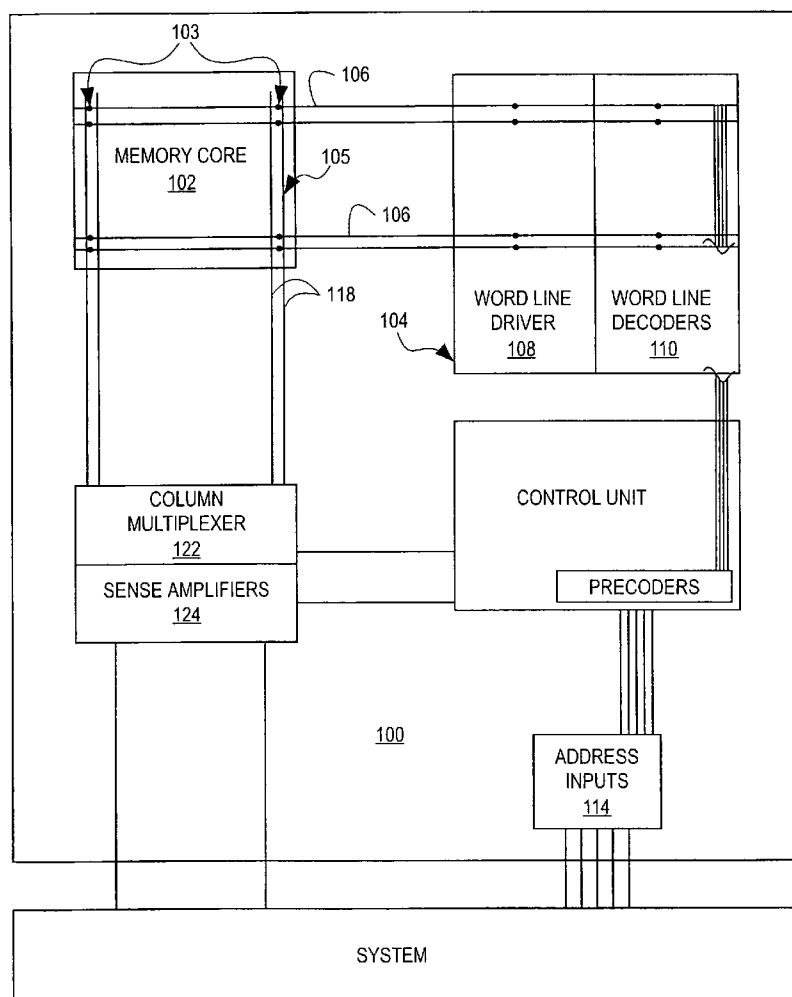 103
106
MEMORY CORE
102
105
106
118
WORD LINE
DRIVER
108
WORD LINE
DECODERS
110
104
COLUMN
MULTIPLEXER
122
SENSE AMPLIFIERS
124
CONTROL UNIT
PRECODERS
100
ADDRESS
INPUTS
114
SYSTEM